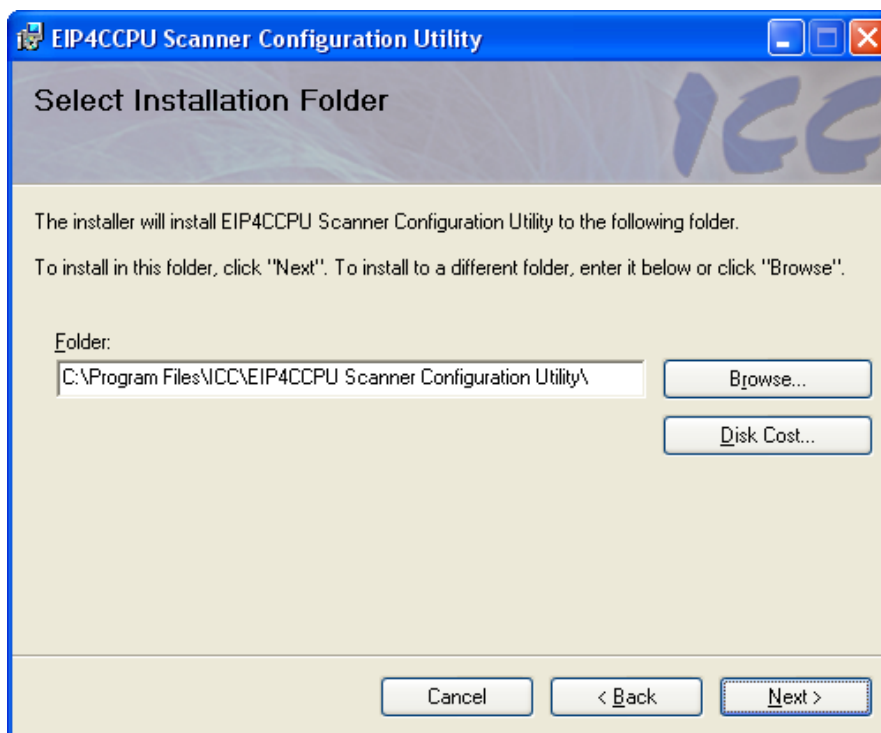 EIP4CCPU Scanner Configuration Utility
Select Installation Folder
ICC
The installer will install EIP4CCPU Scanner Configuration Utility to the following folder.
To install in this folder, click "Next". To install to a different folder, enter it below or click "Browse".
Folder:
C:\Program Files\ICC\EIP4CCPU Scanner Configuration Utility\
Browse...
Disk Cost...
Cancel
< Back
Next >